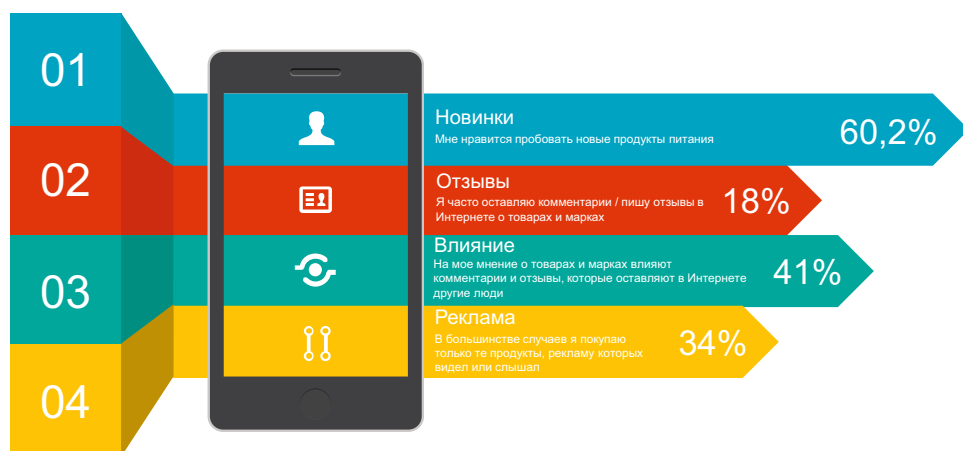 01
Новинки
Мне нравится пробовать новые продукты питания
60,2%
02
Отзывы
Я часто оставляю комментарии / пишу отзывы в
Интернете о товарах и марках
18%
03
Влияние
На мое мнение о товарах и марках влияют
комментарии и отзывы, которые оставляют в Интернете
другие люди
41%
04
Реклама
В большинстве случаев я покупаю
только те продукты, рекламу которых
видел или слышал
34%